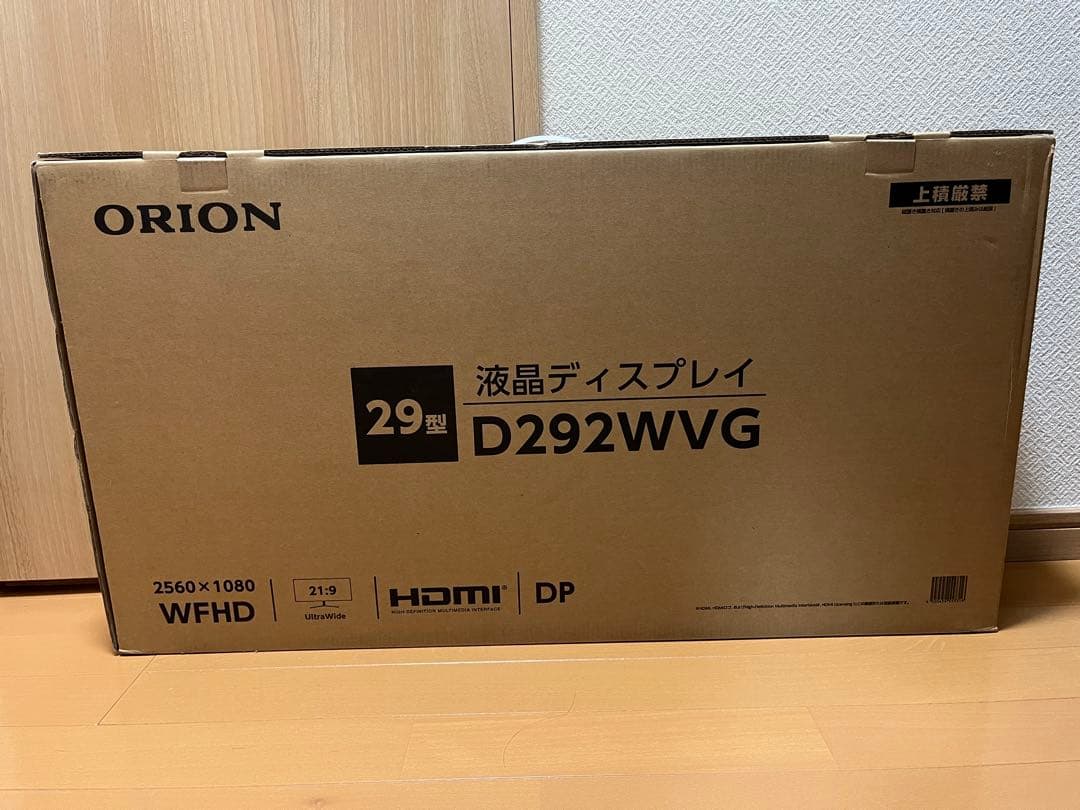 ORION
上積厳禁
液晶ディスプレイ
29型
D292WVG
2560×1080
WFHD
21:9
UltraWide
HDMI®
HIGH-DEFINITION MULTIMEDIA INTERFACE
DP